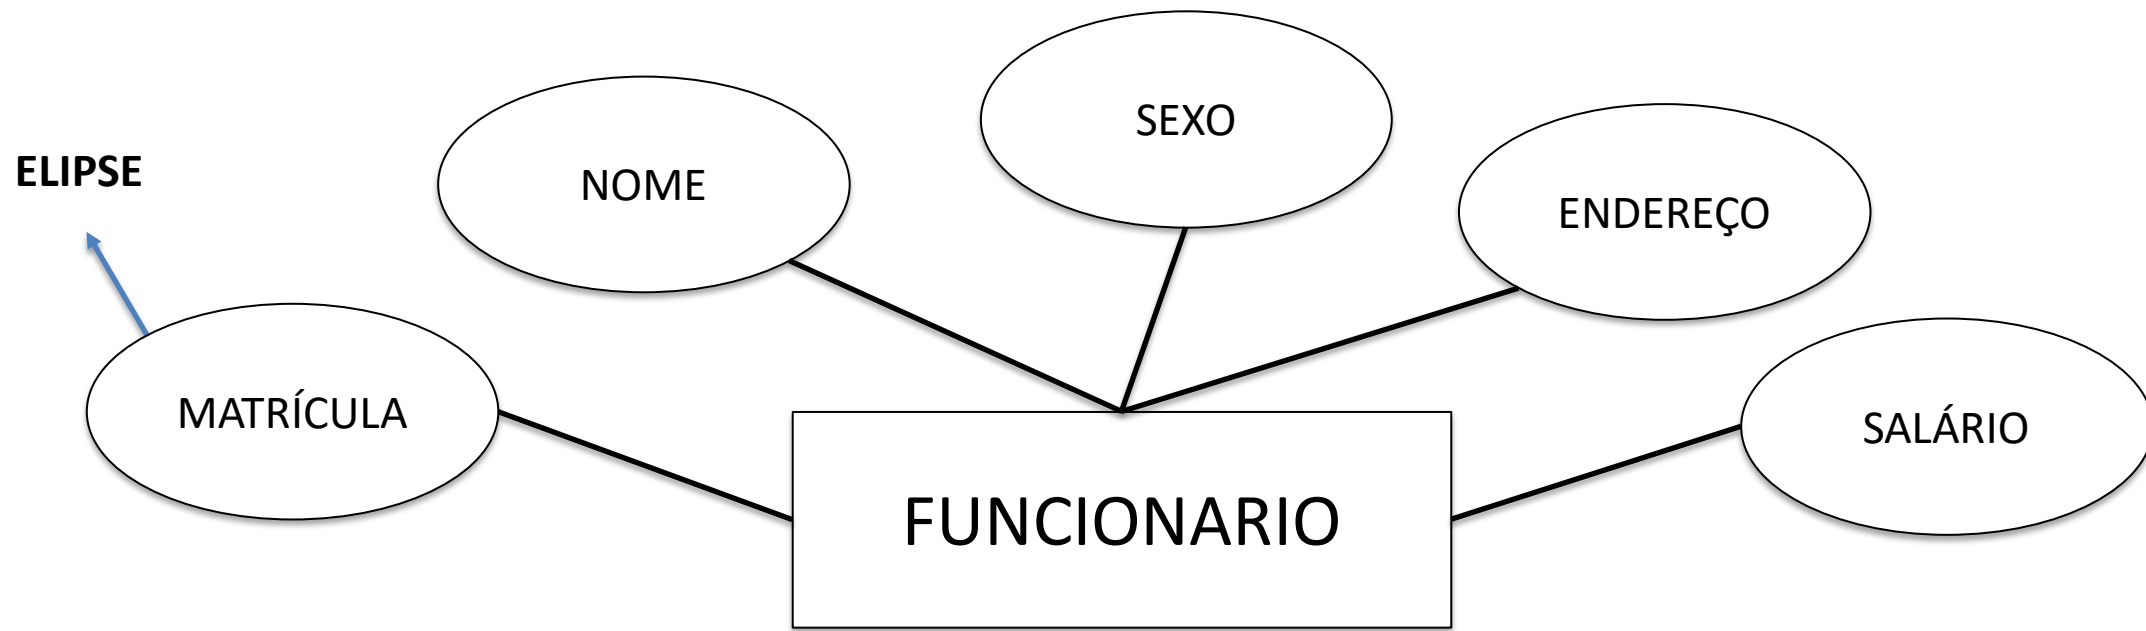 SEXO
ELIPSE
NOME
ENDEREÇO
MATRÍCULA
SALÁRIO
FUNCIONARIO